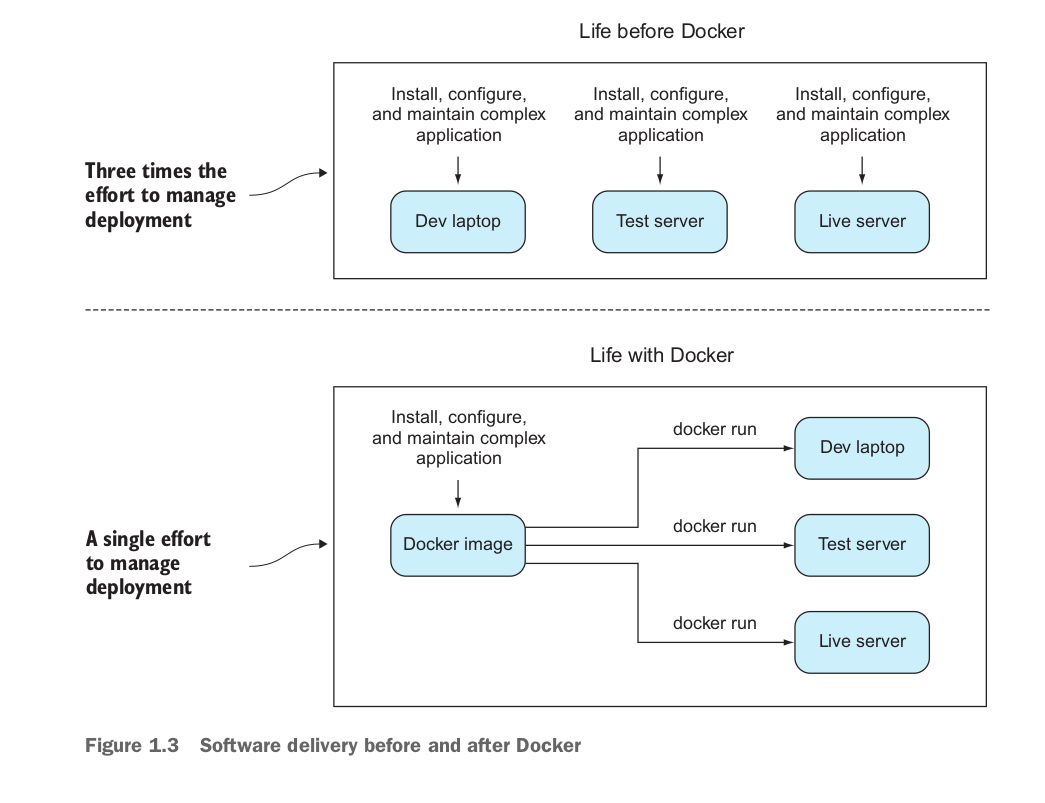 Life before Docker
Install, configure,
and maintain complex
application
Install, configure,
and maintain complex
application
Install, configure,
and maintain complex
application
Three times the
effort to manage
deployment
Dev laptop
Test server
Live server
Life with Docker
Install, configure,
and maintain complex
application
docker run
Dev laptop
A single effort
to manage
deployment
Docker image
docker run
Test server
docker run
Live server
Figure 1.3 Software delivery before and after Docker